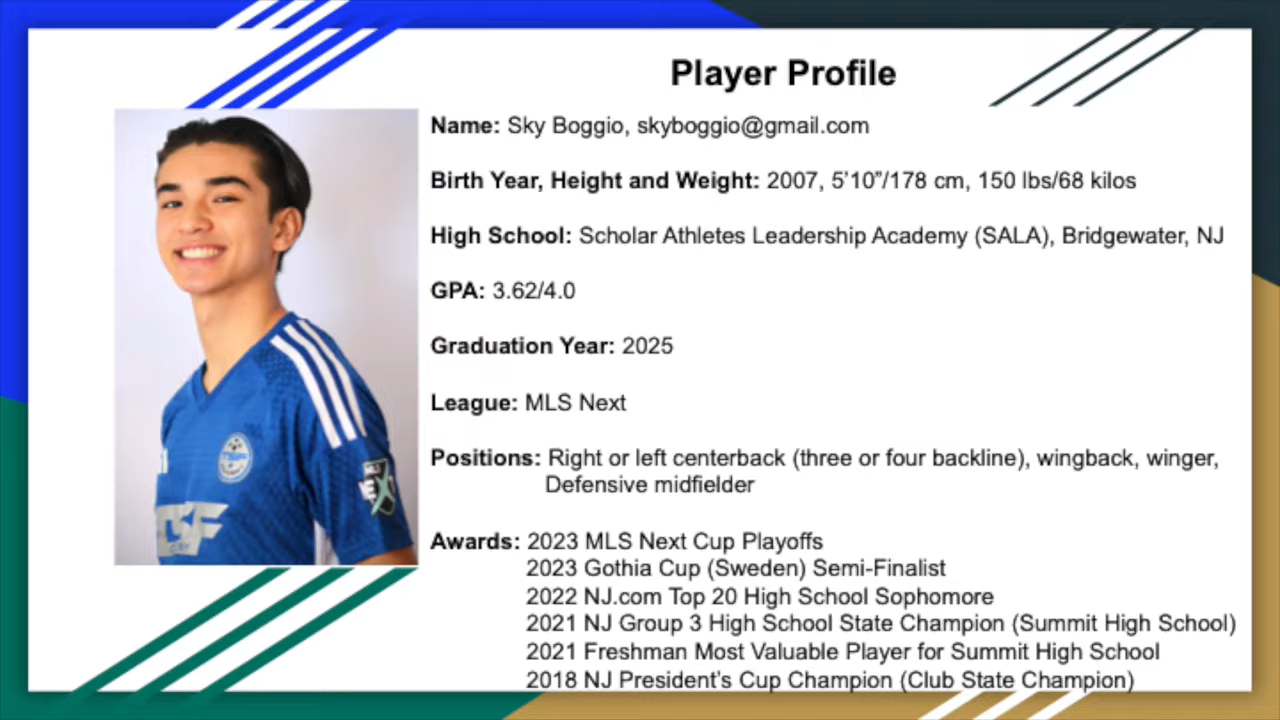 Player Profile
Name: Sky Boggio, skyboggio@gmail.com
Birth Year, Height and Weight: 2007, 5’10”/178 cm, 150 lbs/68 kilos
High School: Scholar Athletes Leadership Academy (SALA), Bridgewater, NJ
GPA: 3.62/4.0
Graduation Year: 2025
League: MLS Next
Positions: Right or left centerback (three or four backline), wingback, winger,
Defensive midfielder
Awards: 2023 MLS Next Cup Playoffs
2023 Gothia Cup (Sweden) Semi-Finalist
2022 NJ.com Top 20 High School Sophomore
2021 NJ Group 3 High School State Champion (Summit High School)
2021 Freshman Most Valuable Player for Summit High School
2018 NJ President's Cup Champion (Club State Champion)
MLS
NEXT